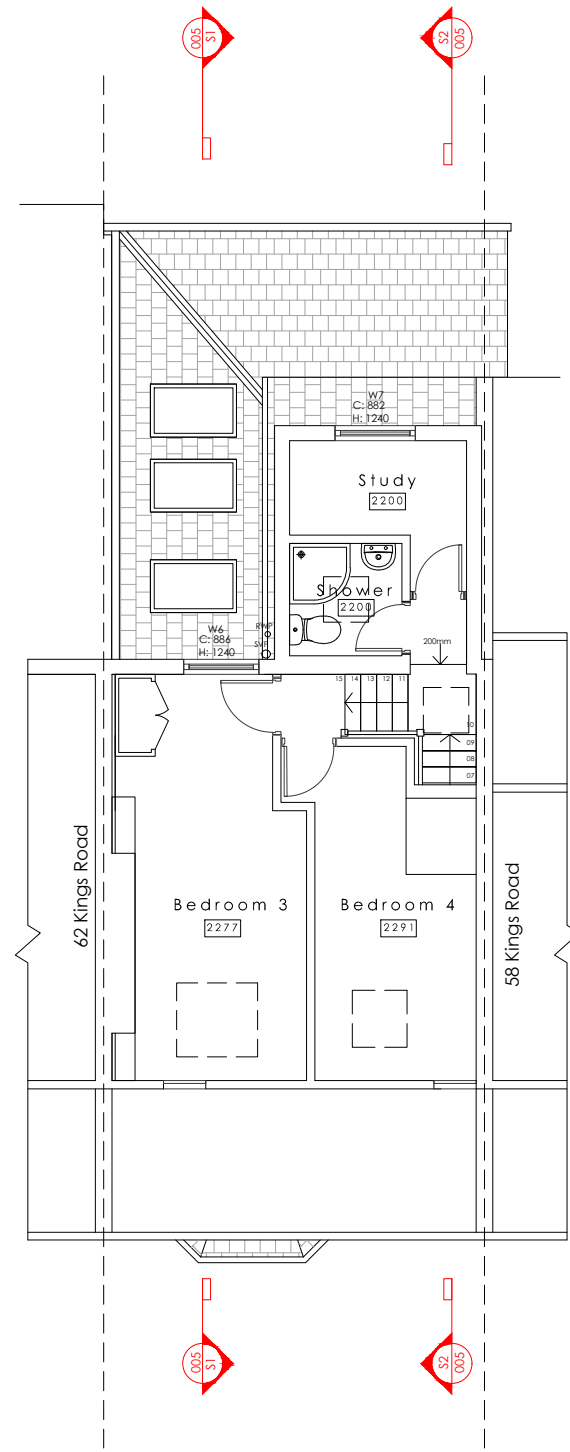 005
S1
S2
005
W7
C: 882
H: 1240
Study
2200
Shower
2200
RWP
SVP
W6
C: 886
H: 1240
200mm
15 14 13 12 11
10
09
08
07
62 Kings Road
Bedroom 3
2277
Bedroom 4
2291
58 Kings Road
005
S1
S2
005